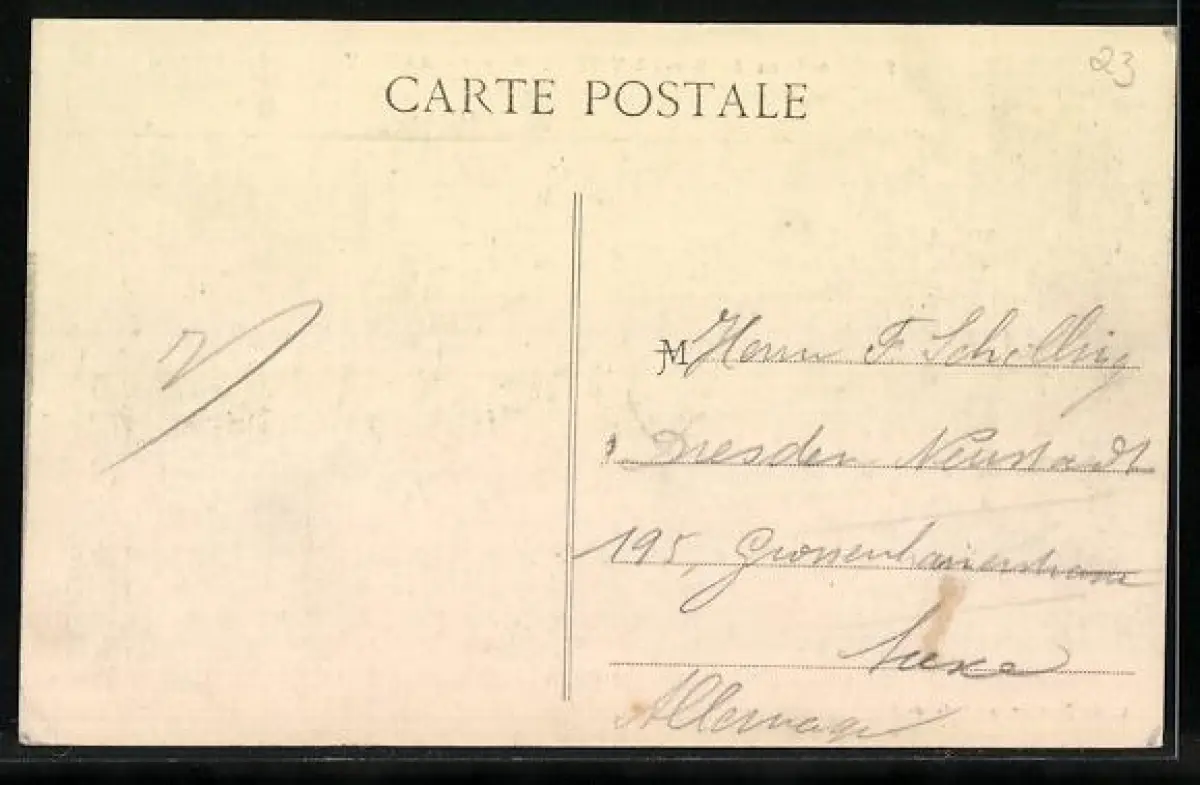 23
CARTE POSTALE
M Herrn F. Schelling
Dresden Neustadt
195, Grossenhainerstrasse
Saxe
Allemagne